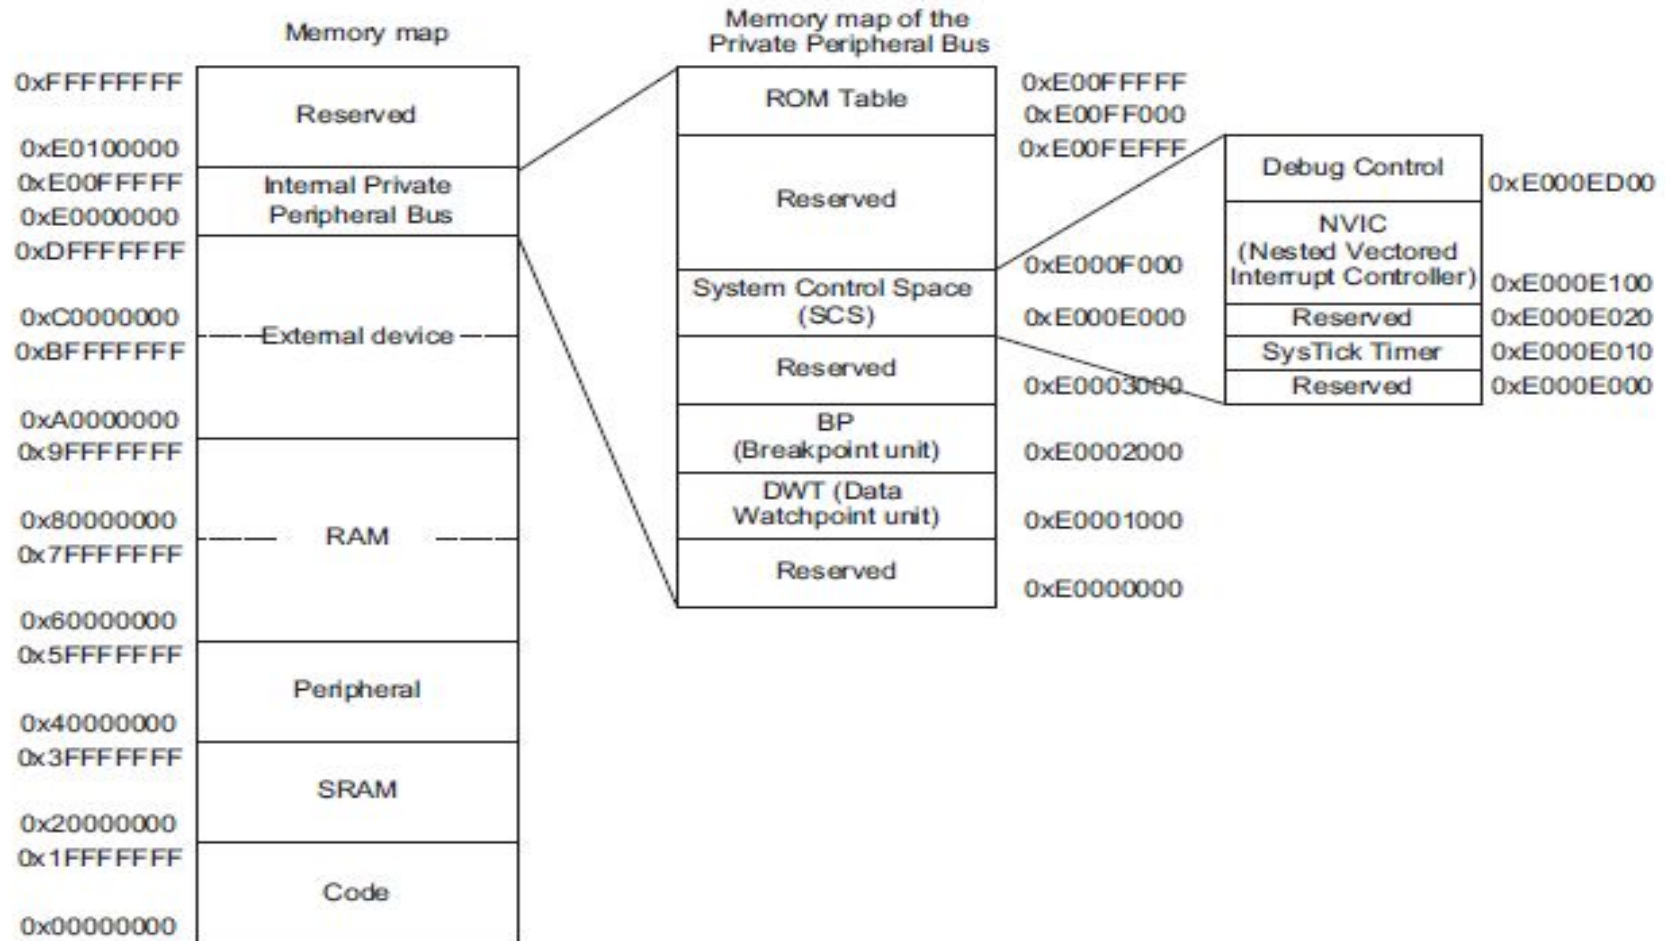 Memory map
0xFFFFFFFF
Reserved
0xE0100000
0xE00FFFFF
Internal Private
Peripheral Bus
0xE0000000
0xDFFFFFFF
0xC0000000
External device
0xBFFFFFFF
0xA0000000
0x9FFFFFFF
0x80000000
RAM
0x7FFFFFFF
0x60000000
0x5FFFFFFF
Peripheral
0x40000000
0x3FFFFFFF
SRAM
0x20000000
0x1FFFFFFF
Code
0x00000000
Memory map of the
Private Peripheral Bus
ROM Table
0xE00FFFFF
0xE00FF000
0xE00FEFFF
Reserved
0xE000F000
System Control Space
(SCS)
0xE000E000
Reserved
0xE0003000
BP
(Breakpoint unit)
0xE0002000
DWT (Data
Watchpoint unit)
0xE0001000
Reserved
0xE0000000
Debug Control
0xE000ED00
NVIC
(Nested Vectored
Interrupt Controller)
0xE000E100
Reserved
0xE000E020
SysTick Timer
0xE000E010
Reserved
0xE000E000